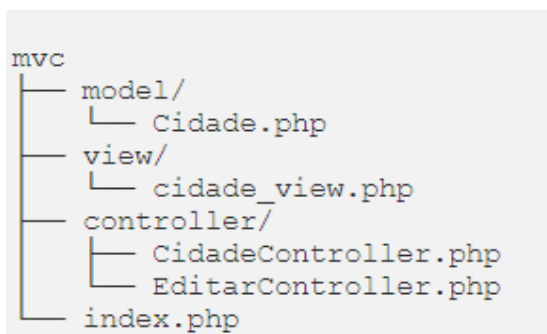 mvc
├── model/
│   └── Cidade.php
├── view/
│   └── cidade_view.php
├── controller/
│   ├── CidadeController.php
│   └── EditarController.php
└── index.php